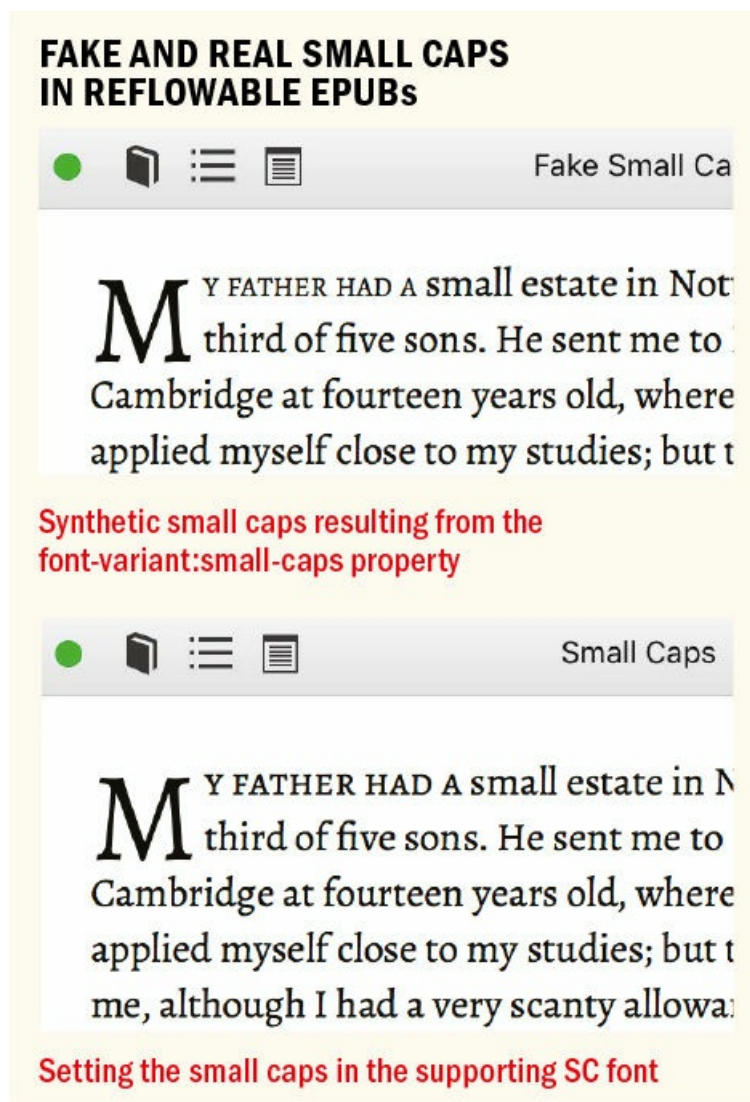 FAKE AND REAL SMALL CAPS
IN REFLOWABLE EPUBs
Fake Small Ca
MY FATHER HAD A small estate in Not
third of five sons. He sent me to
Cambridge at fourteen years old, where
applied myself close to my studies; but t
Synthetic small caps resulting from the
font-variant:small-caps property
Small Caps
MY FATHER HAD A small estate in N
third of five sons. He sent me to
Cambridge at fourteen years old, where
applied myself close to my studies; but t
me, although I had a very scanty allowa
Setting the small caps in the supporting SC font